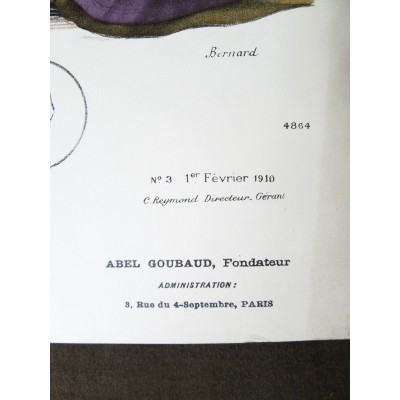 Bernard
4864
Nº 3 1er Février 1910
C. Reymond Directeur-Gérant
ABEL GOUBAUD, Fondateur
ADMINISTRATION:
3, Rue du 4-Septembre, PARIS